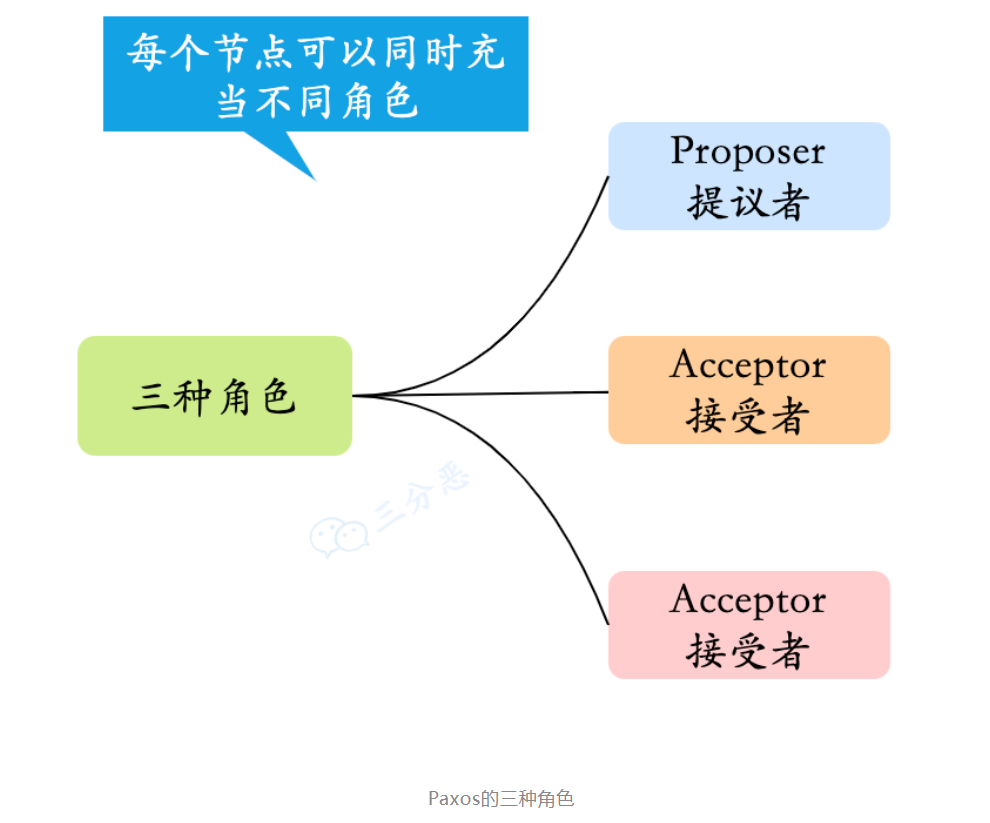 每个节点可以同时充
当不同角色
Proposer
提议者
三种角色
Acceptor
接受者
三分恶
Acceptor
接受者
Paxos的三种角色